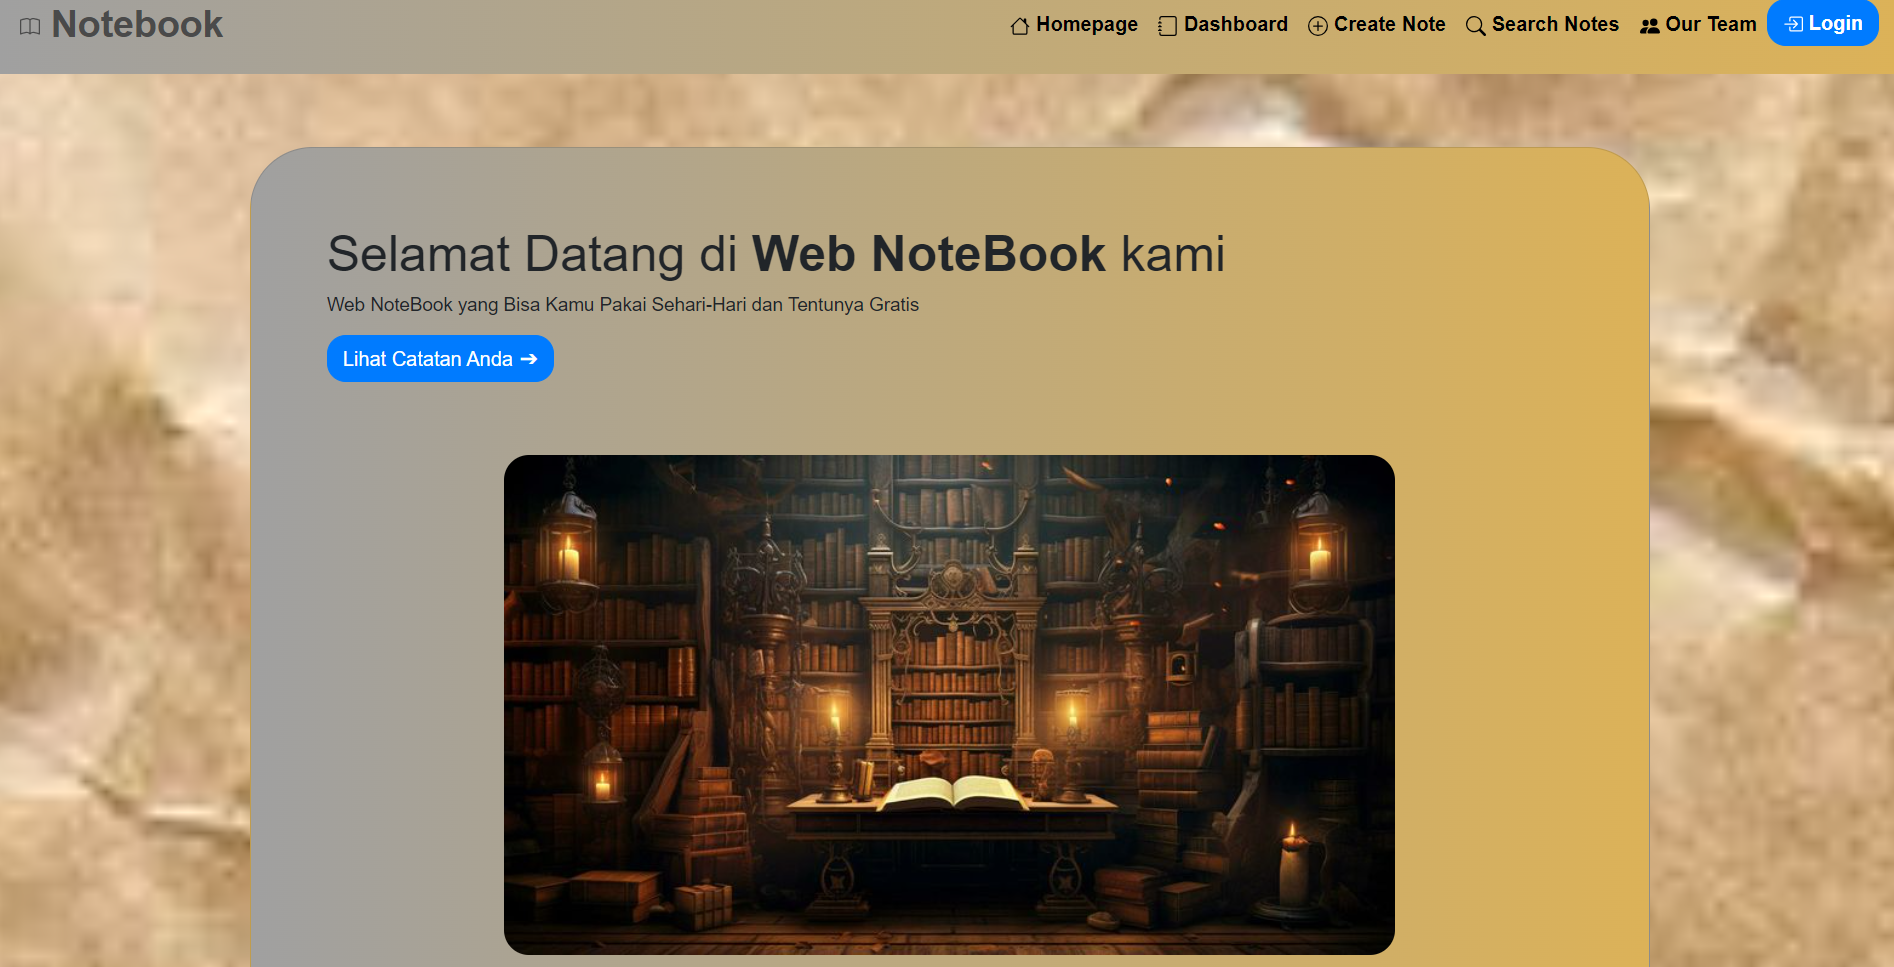 Notebook
Homepage Dashboard Create Note Search Notes Our Team Login
Selamat Datang di Web NoteBook kami
Web NoteBook yang Bisa Kamu Pakai Sehari-Hari dan Tentunya Gratis
Lihat Catatan Anda ➔